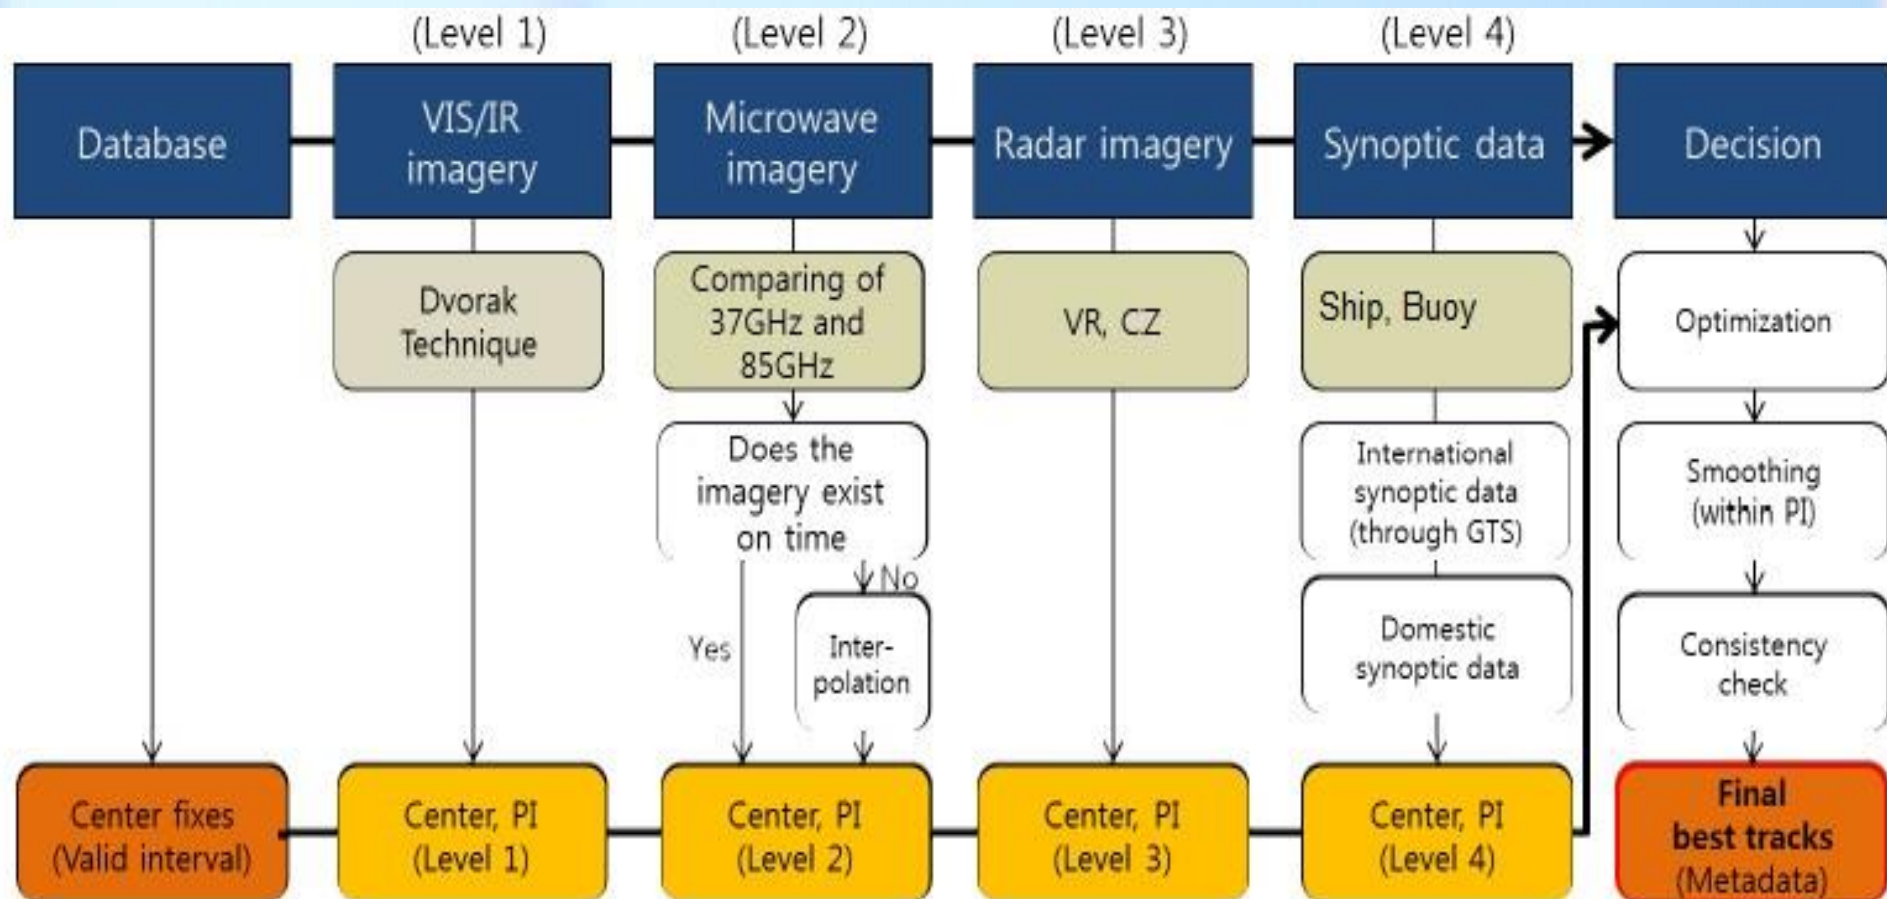 (Level 1)
(Level 2)
(Level 3)
(Level 4)
Database
VIS/IR
imagery
Microwave
imagery
Radar imagery
Synoptic data
Decision
Dvorak
Technique
Comparing of
37GHz and
85GHz
VR, CZ
Ship, Buoy
Optimization
Does the
imagery exist
on time
International
synoptic data
(through GTS)
Smoothing
(within PI)
No
Yes
Inter-
polation
Domestic
synoptic data
Consistency
check
Center fixes
(Valid interval)
Center, PI
(Level 1)
Center, PI
(Level 2)
Center, PI
(Level 3)
Center, PI
(Level 4)
Final
best tracks
(Metadata)